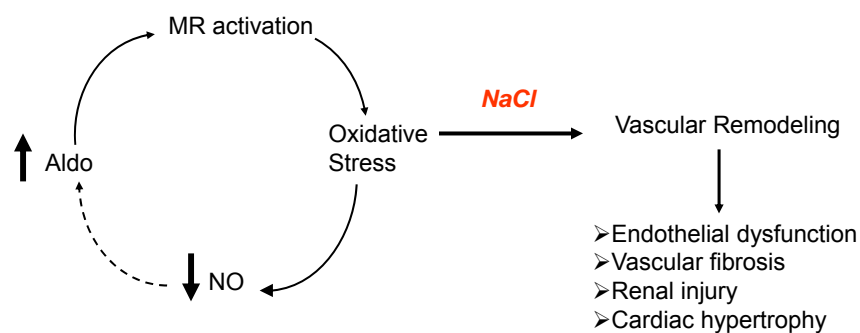 MR activation
NaCl
Oxidative
Stress
Vascular Remodeling
Aldo
NO
➢Endothelial dysfunction
➢Vascular fibrosis
➢Renal injury
➢Cardiac hypertrophy